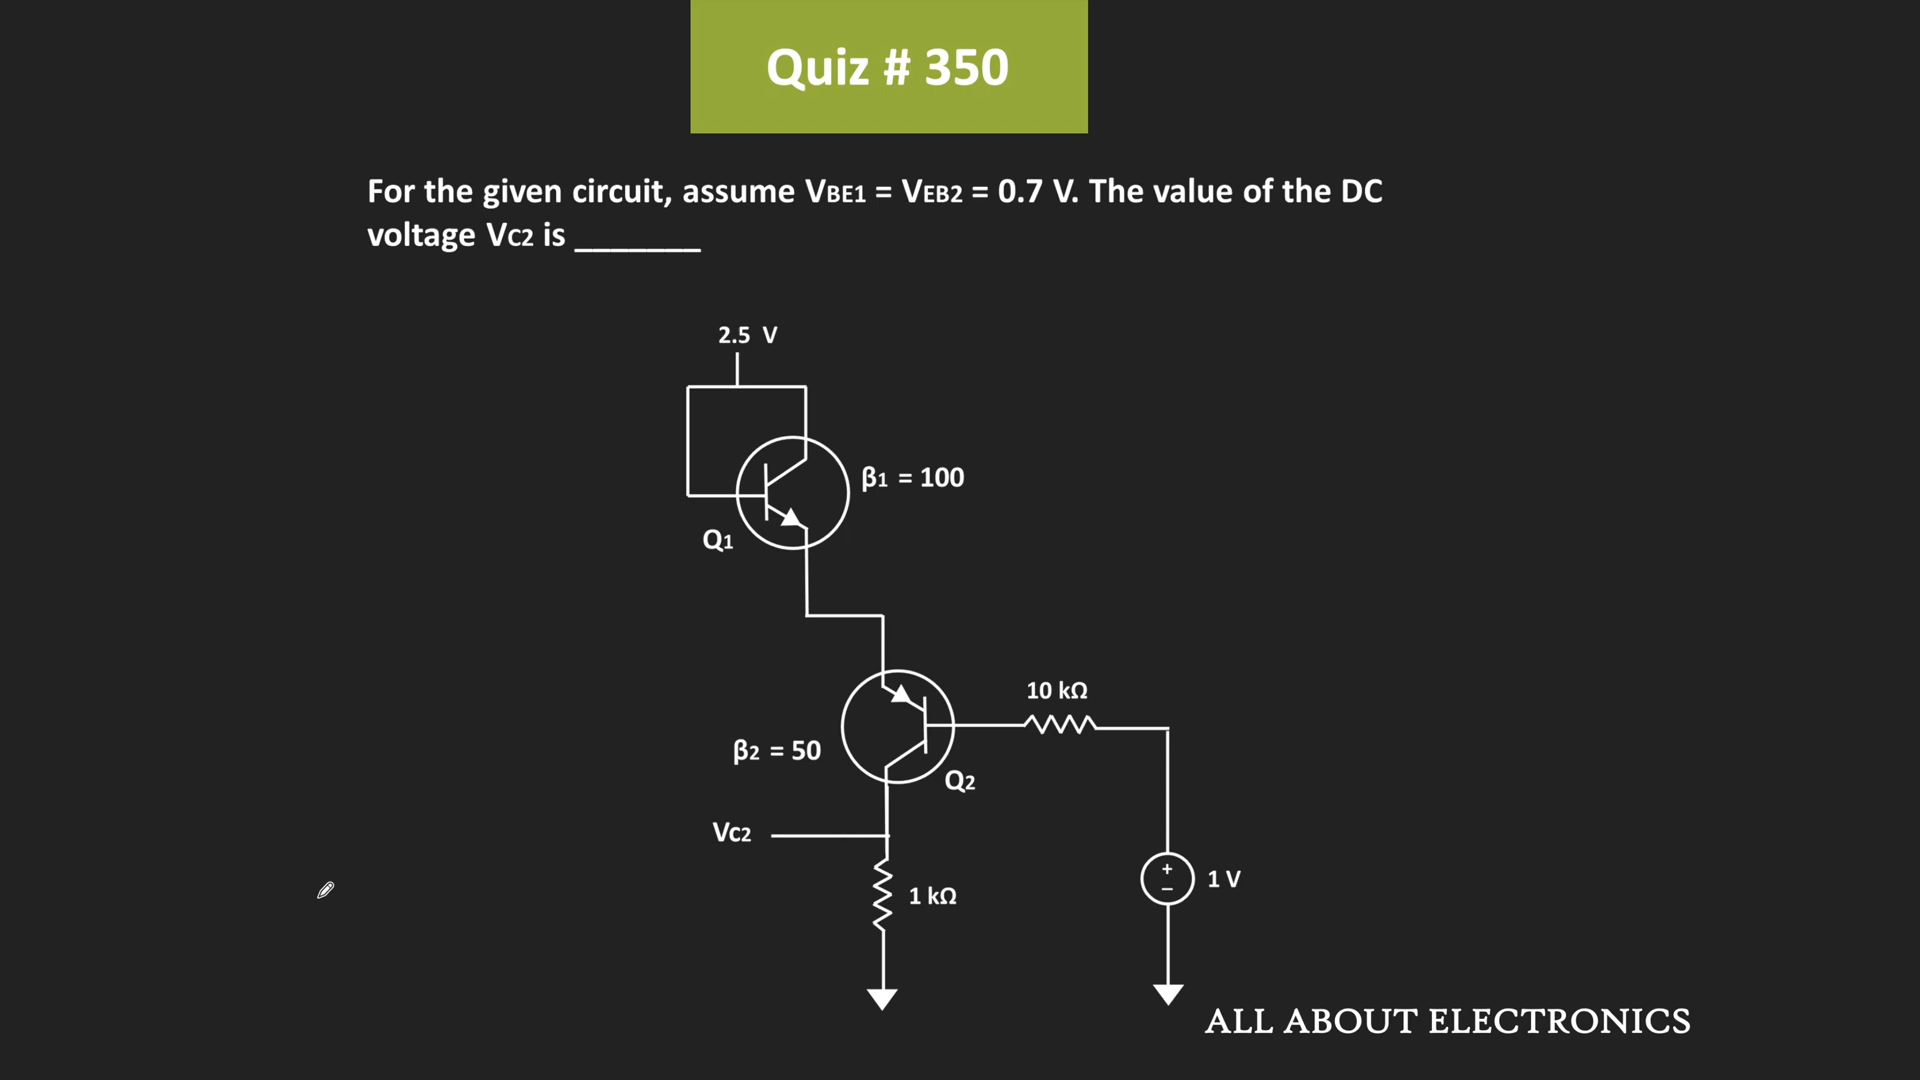 Quiz # 350
For the given circuit, assume VBE1 = VEB2 = 0.7 V. The value of the DC
voltage VC2 is _______
2.5 V
β1 = 100
Q1
10 kΩ
β2 = 50
Q2
Vc2
+
−
1 V
1 kΩ
ALL ABOUT ELECTRONICS